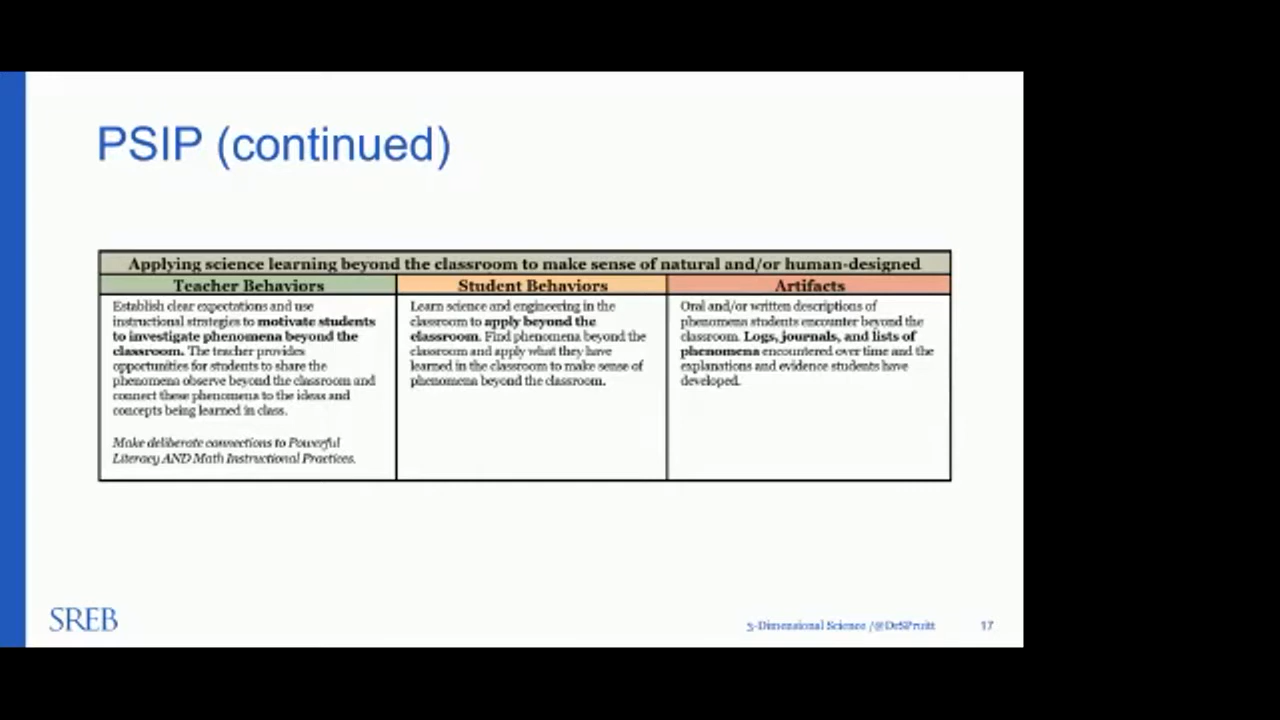 PSIP (continued)
Applying science learning beyond the classroom to make sense of natural and/or human-designed
Teacher Behaviors
Establish clear expectations and use
instructional strategies to motivate students
to investigate phenomena beyond the
classroom. The teacher provides
opportunities for students to share the
phenomena observe beyond the classroom and
connect these phenomena to the ideas and
concepts being learned in class.
Make deliberate connections to Powerful
Literacy AND Math Instructional Practices.
Student Behaviors
Learn science and engineering in the
classroom to apply beyond the
classroom. Find phenomena beyond the
classroom and apply what they have
learned in the classroom to make sense of
phenomena beyond the classroom.
Artifacts
Oral and/or written descriptions of
phenomena students encounter beyond the
classroom. Logs, journals, and lists of
phenomena encountered over time and the
explanations and evidence students have
developed.
SREB
3-Dimensional Science /@DrSPruitt
17